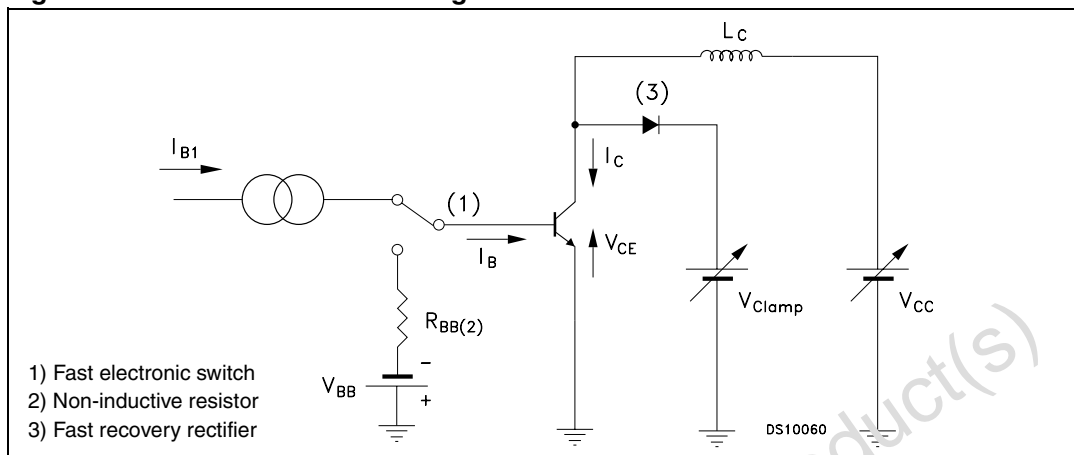 L C
(3)
I B1
I C
(1)
I B
V CE
V Clamp
V CC
R BB(2)
-
V BB
+
1) Fast electronic switch
2) Non-inductive resistor
3) Fast recovery rectifier
DS10060
duct(s)